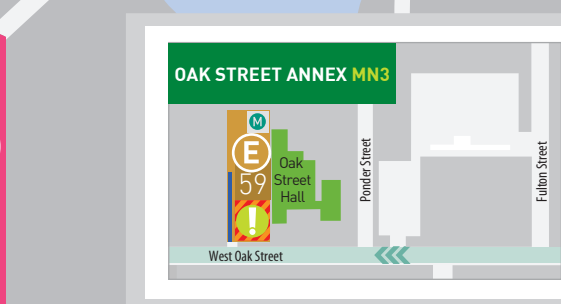 OAK STREET ANNEX MN3
M
E
59
!
Oak
Street
Hall
Ponder Street
Fulton Street
West Oak Street